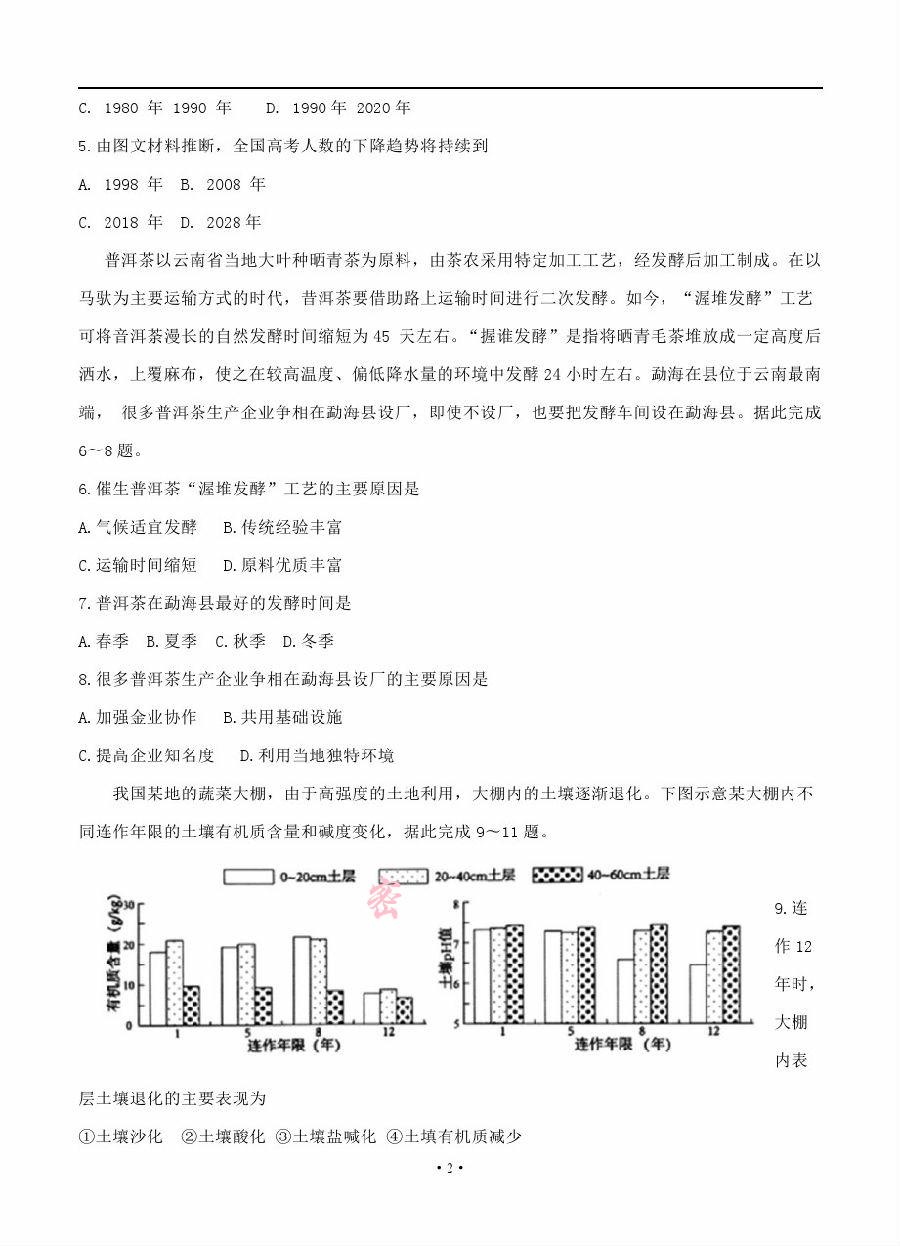 C. 1980 年 1990 年 D. 1990年 2020年
5.由图文材料推断，全国高考人数的下降趋势将持续到
A. 1998 年 B. 2008 年
C. 2018 年 D. 2028年
普洱茶以云南省当地大叶种晒青茶为原料，由茶农采用特定加工工艺，经发酵后加工制成。在以
马驮为主要运输方式的时代，昔洱茶要借助路上运输时间进行二次发酵。如今，“渥堆发酵”工艺
可将音洱茶漫长的自然发酵时间缩短为45 天左右。“握谁发酵”是指将晒青毛茶堆放成一定高度后
洒水，上覆麻布，使之在较高温度、偏低降水量的环境中发酵24小时左右。勐海在县位于云南最南
端， 很多普洱茶生产企业争相在勐海县设厂，即使不设厂，也要把发酵车间设在勐海县。据此完成
6--8题。
6.催生普洱茶“渥堆发酵”工艺的主要原因是
A.气候适宜发酵 B.传统经验丰富
C.运输时间缩短 D.原料优质丰富
7.普洱茶在勐海县最好的发酵时间是
A.春季 B.夏季 C.秋季 D.冬季
8.很多普洱茶生产企业争相在勐海县设厂的主要原因是
A.加强金业协作 B.共用基础设施
C.提高企业知名度 D.利用当地独特环境
我国某地的蔬菜大棚，由于高强度的土地利用，大棚内的土壤逐渐退化。下图示意某大棚内不
同连作年限的土壤有机质含量和碱度变化，据此完成9～11题。
0~20cm土层 20~40cm土层 40~60cm土层
有机质含量（g/kg）
30
20
10
0
1 5 8 12
连作年限（年）
密
土壤pH值
8
7
6
5
1 5 8 12
连作年限（年）
9.连
作12
年时，
大棚
内表
层土壤退化的主要表现为
①土壤沙化 ②土壤酸化 ③土壤盐碱化 ④土填有机质减少
·2·